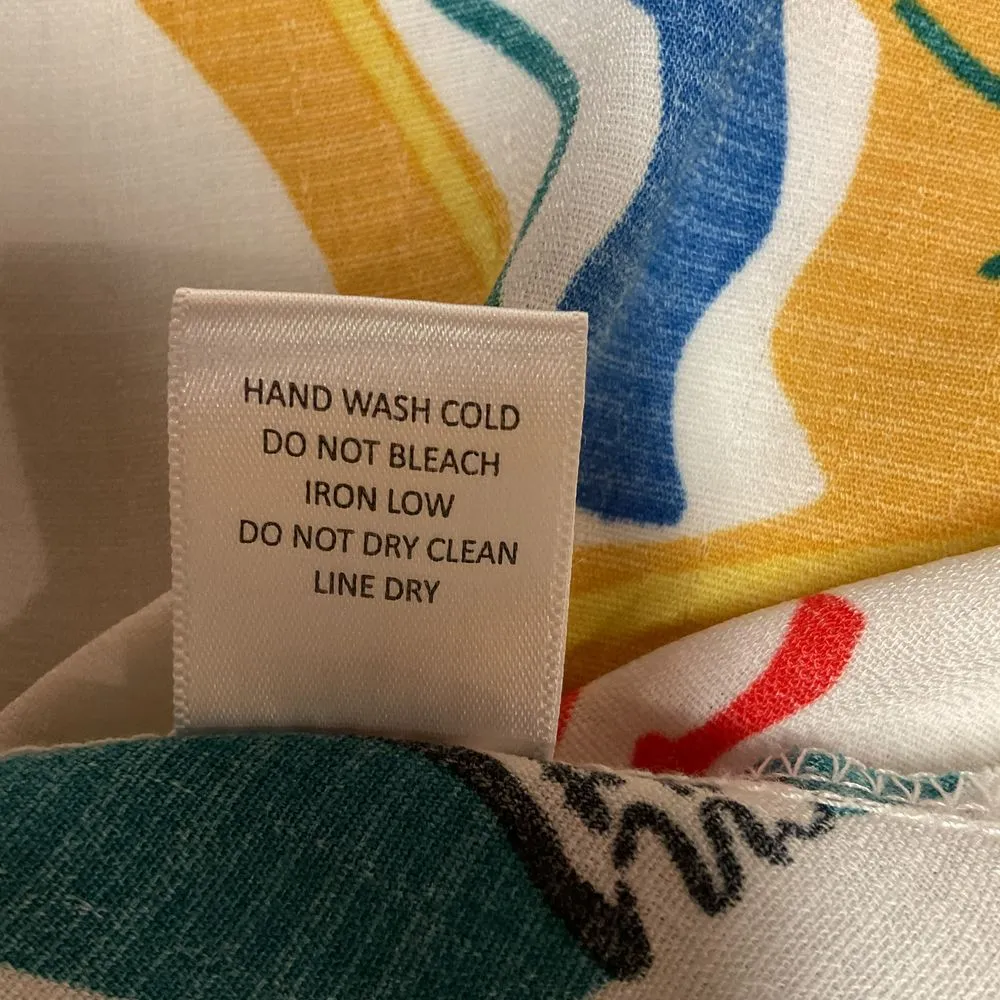 HAND WASH COLD
DO NOT BLEACH
IRON LOW
DO NOT DRY CLEAN
LINE DRY